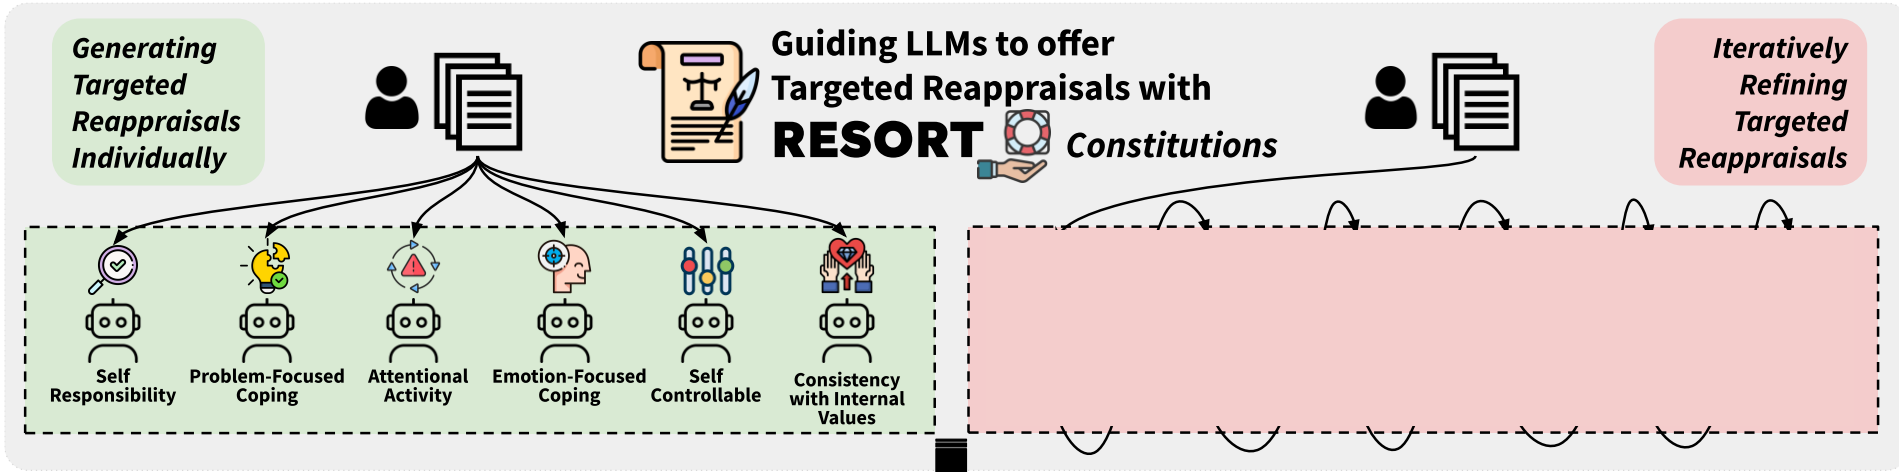 Generating
Targeted
Reappraisals
Individually
Guiding LLMs to offer
Targeted Reappraisals with
RESORT Constitutions
Iteratively
Refining
Targeted
Reappraisals
Self
Responsibility
Problem-Focused
Coping
Attentional
Activity
Emotion-Focused
Coping
Self
Controllable
Consistency
with Internal
Values